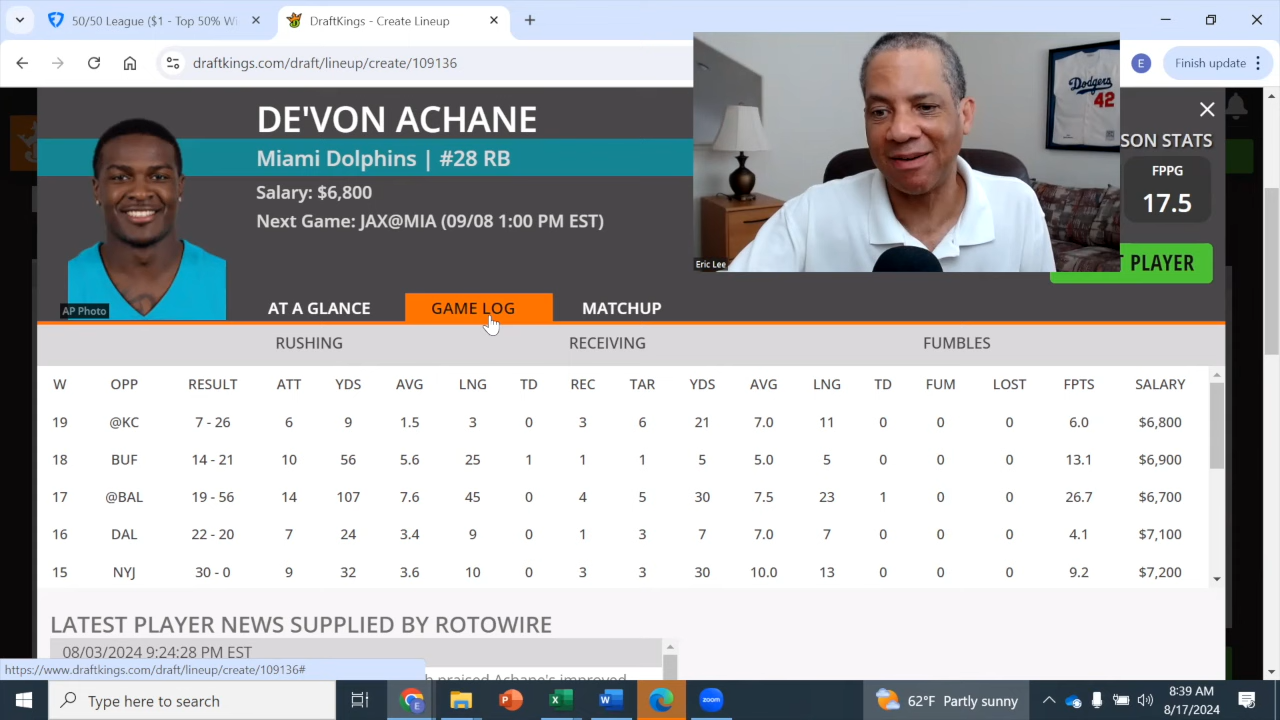 50/50 League ($1 - Top 50% Wi
DraftKings - Create Lineup
draftkings.com/draft/lineup/create/109136
E
Finish update
DE'VON ACHANE
Miami Dolphins | #28 RB
Salary: $6,800
Next Game: JAX@MIA (09/08 1:00 PM EST)
AP Photo
Dodgers
42
Eric Lee
SON STATS
FPPG
17.5
T PLAYER
AT A GLANCE GAME LOG MATCHUP
RUSHING RECEIVING FUMBLES
W OPP RESULT ATT YDS AVG LNG TD REC TAR YDS AVG LNG TD FUM LOST FPTS SALARY
19 @KC 7 - 26 6 9 1.5 3 0 3 6 21 7.0 11 0 0 0 6.0 $6,800
18 BUF 14 - 21 10 56 5.6 25 1 1 1 5 5.0 5 0 0 0 13.1 $6,900
17 @BAL 19 - 56 14 107 7.6 45 0 4 5 30 7.5 23 1 0 0 26.7 $6,700
16 DAL 22 - 20 7 24 3.4 9 0 1 3 7 7.0 7 0 0 0 4.1 $7,100
15 NYJ 30 - 0 9 32 3.6 10 0 3 3 30 10.0 13 0 0 0 9.2 $7,200
LATEST PLAYER NEWS SUPPLIED BY ROTOWIRE
08/03/2024 9:24:28 PM EST
praised Achane's improved
https://www.draftkings.com/draft/lineup/create/109136#
Type here to search
zoom
62°F Partly sunny
8:39 AM
8/17/2024